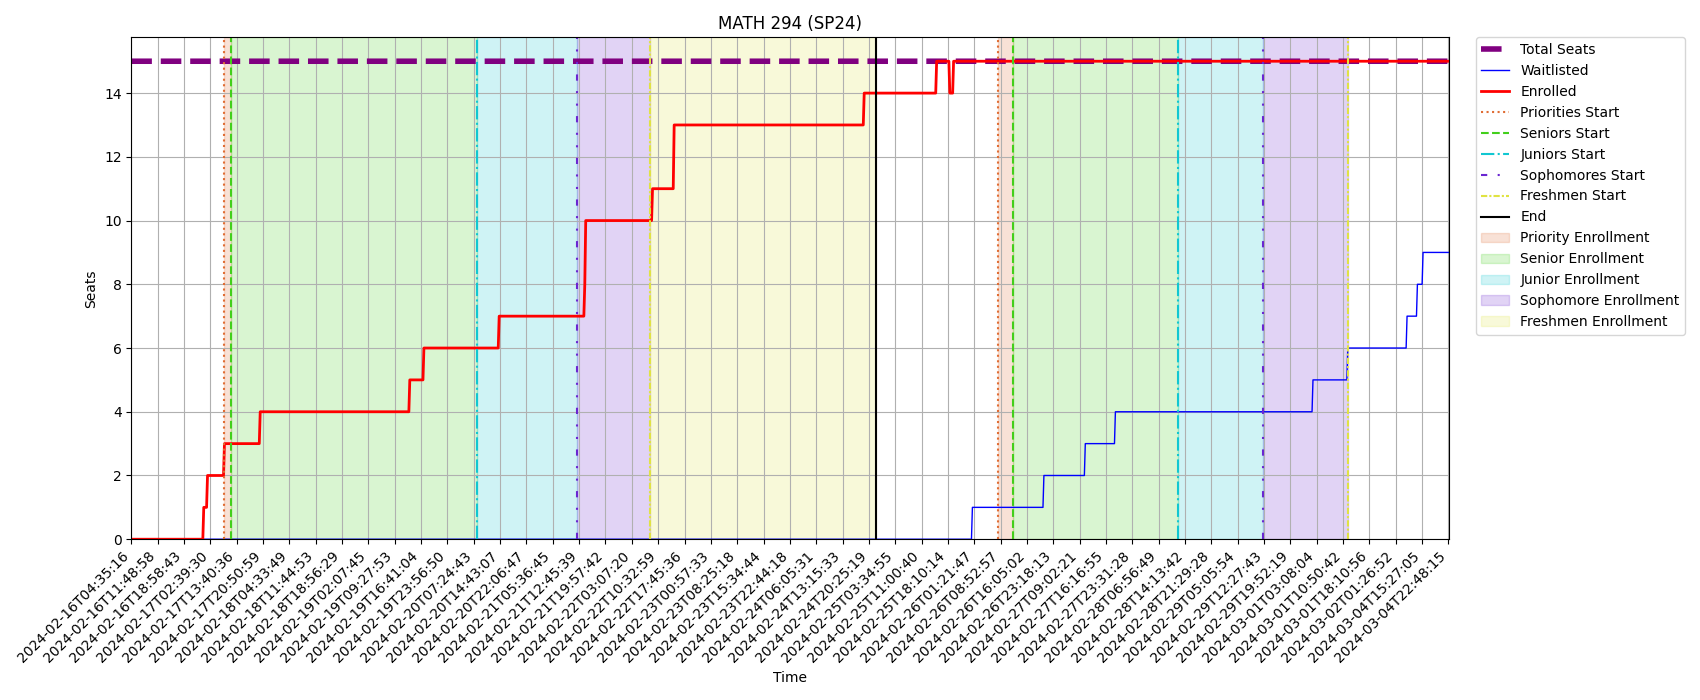 MATH 294 (SP24)
Total Seats
Waitlisted
Enrolled
Priorities Start
Seniors Start
Juniors Start
Sophomores Start
Freshmen Start
End
Priority Enrollment
Senior Enrollment
Junior Enrollment
Sophomore Enrollment
Freshmen Enrollment
Seats
14
12
10
8
6
4
2
0
2024-02-16T04:35:16
2024-02-16T11:48:58
2024-02-16T18:58:43
2024-02-17T02:39:30
2024-02-17T13:40:36
2024-02-17T20:50:59
2024-02-18T04:33:49
2024-02-18T11:44:53
2024-02-18T18:56:29
2024-02-19T02:07:45
2024-02-19T09:27:53
2024-02-19T16:41:04
2024-02-19T23:56:50
2024-02-20T07:24:43
2024-02-20T14:43:07
2024-02-20T22:06:47
2024-02-21T05:36:45
2024-02-21T12:45:39
2024-02-21T19:57:42
2024-02-22T03:07:20
2024-02-22T10:32:59
2024-02-22T17:45:36
2024-02-23T00:57:33
2024-02-23T08:25:18
2024-02-23T15:34:44
2024-02-23T22:44:18
2024-02-24T06:05:31
2024-02-24T13:15:33
2024-02-24T20:25:19
2024-02-25T03:34:55
2024-02-25T11:00:40
2024-02-25T18:10:14
2024-02-26T01:21:47
2024-02-26T08:52:57
2024-02-26T16:05:02
2024-02-26T23:18:13
2024-02-27T09:02:21
2024-02-27T16:16:55
2024-02-27T23:31:28
2024-02-28T06:56:49
2024-02-28T14:13:42
2024-02-28T21:29:28
2024-02-29T05:05:54
2024-02-29T12:27:43
2024-02-29T19:52:19
2024-03-01T03:08:04
2024-03-01T10:50:42
2024-03-01T18:10:56
2024-03-02T01:26:52
2024-03-04T15:27:05
2024-03-04T22:48:15
Time